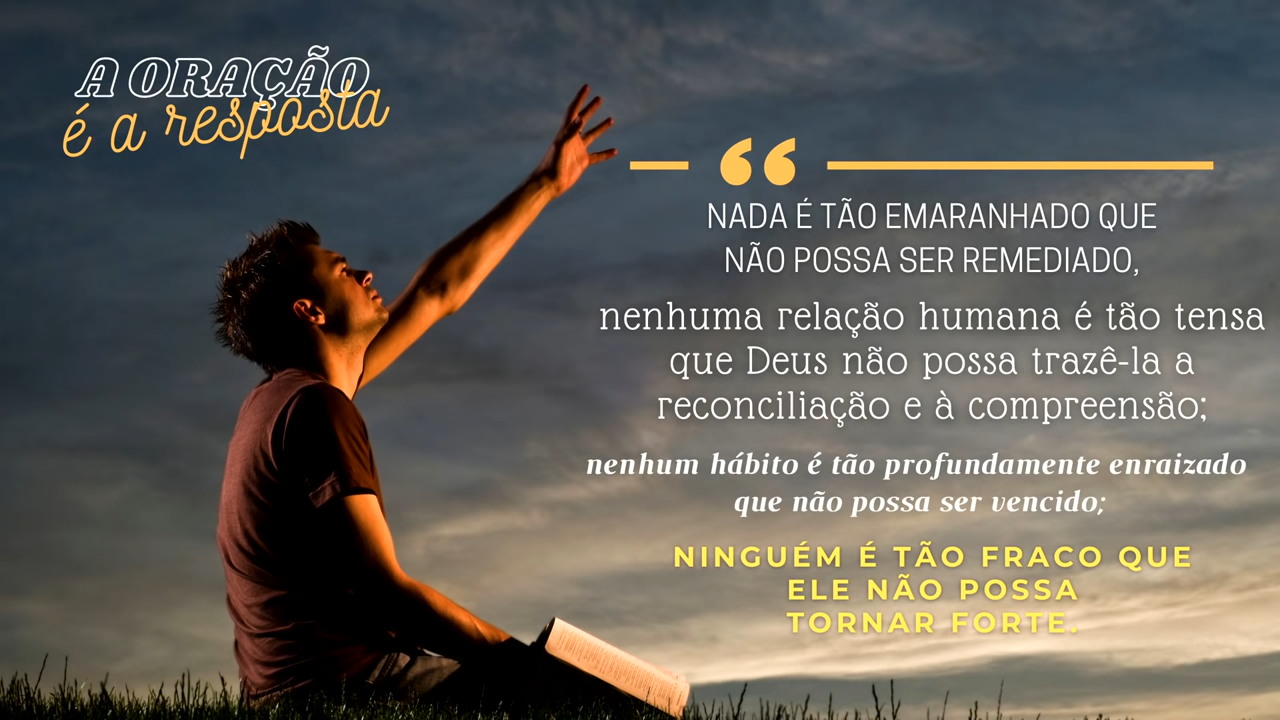 A ORAÇÃO
é a resposta
“
NADA É TÃO EMARANHADO QUE
NÃO POSSA SER REMEDIADO,
nenhuma relação humana é tão tensa
que Deus não possa trazê-la a
reconciliação e à compreensão;
nenhum hábito é tão profundamente enraizado
que não possa ser vencido;
NINGUÉM É TÃO FRACO QUE
ELE NÃO POSSA
TORNAR FORTE.